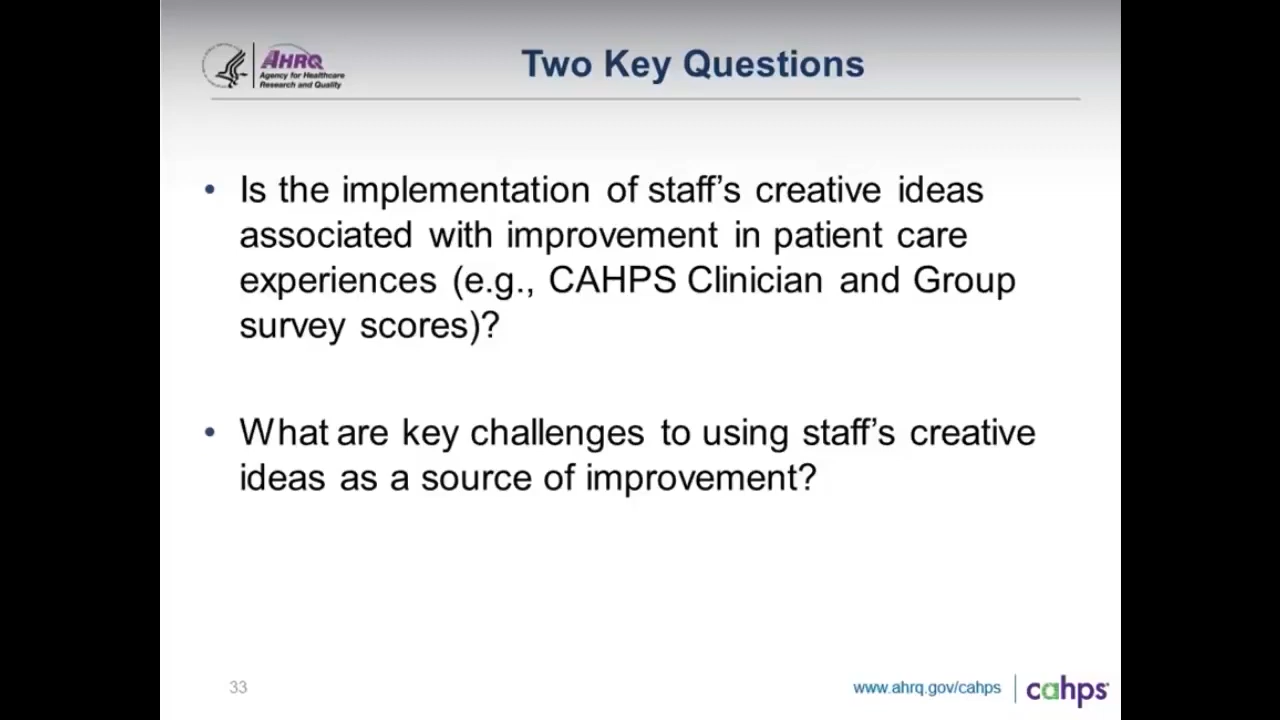 AHRQ
Agency for Healthcare
Research and Quality
Two Key Questions
• Is the implementation of staff’s creative ideas
associated with improvement in patient care
experiences (e.g., CAHPS Clinician and Group
survey scores)?
• What are key challenges to using staff’s creative
ideas as a source of improvement?
33
www.ahrq.gov/cahps
cahps